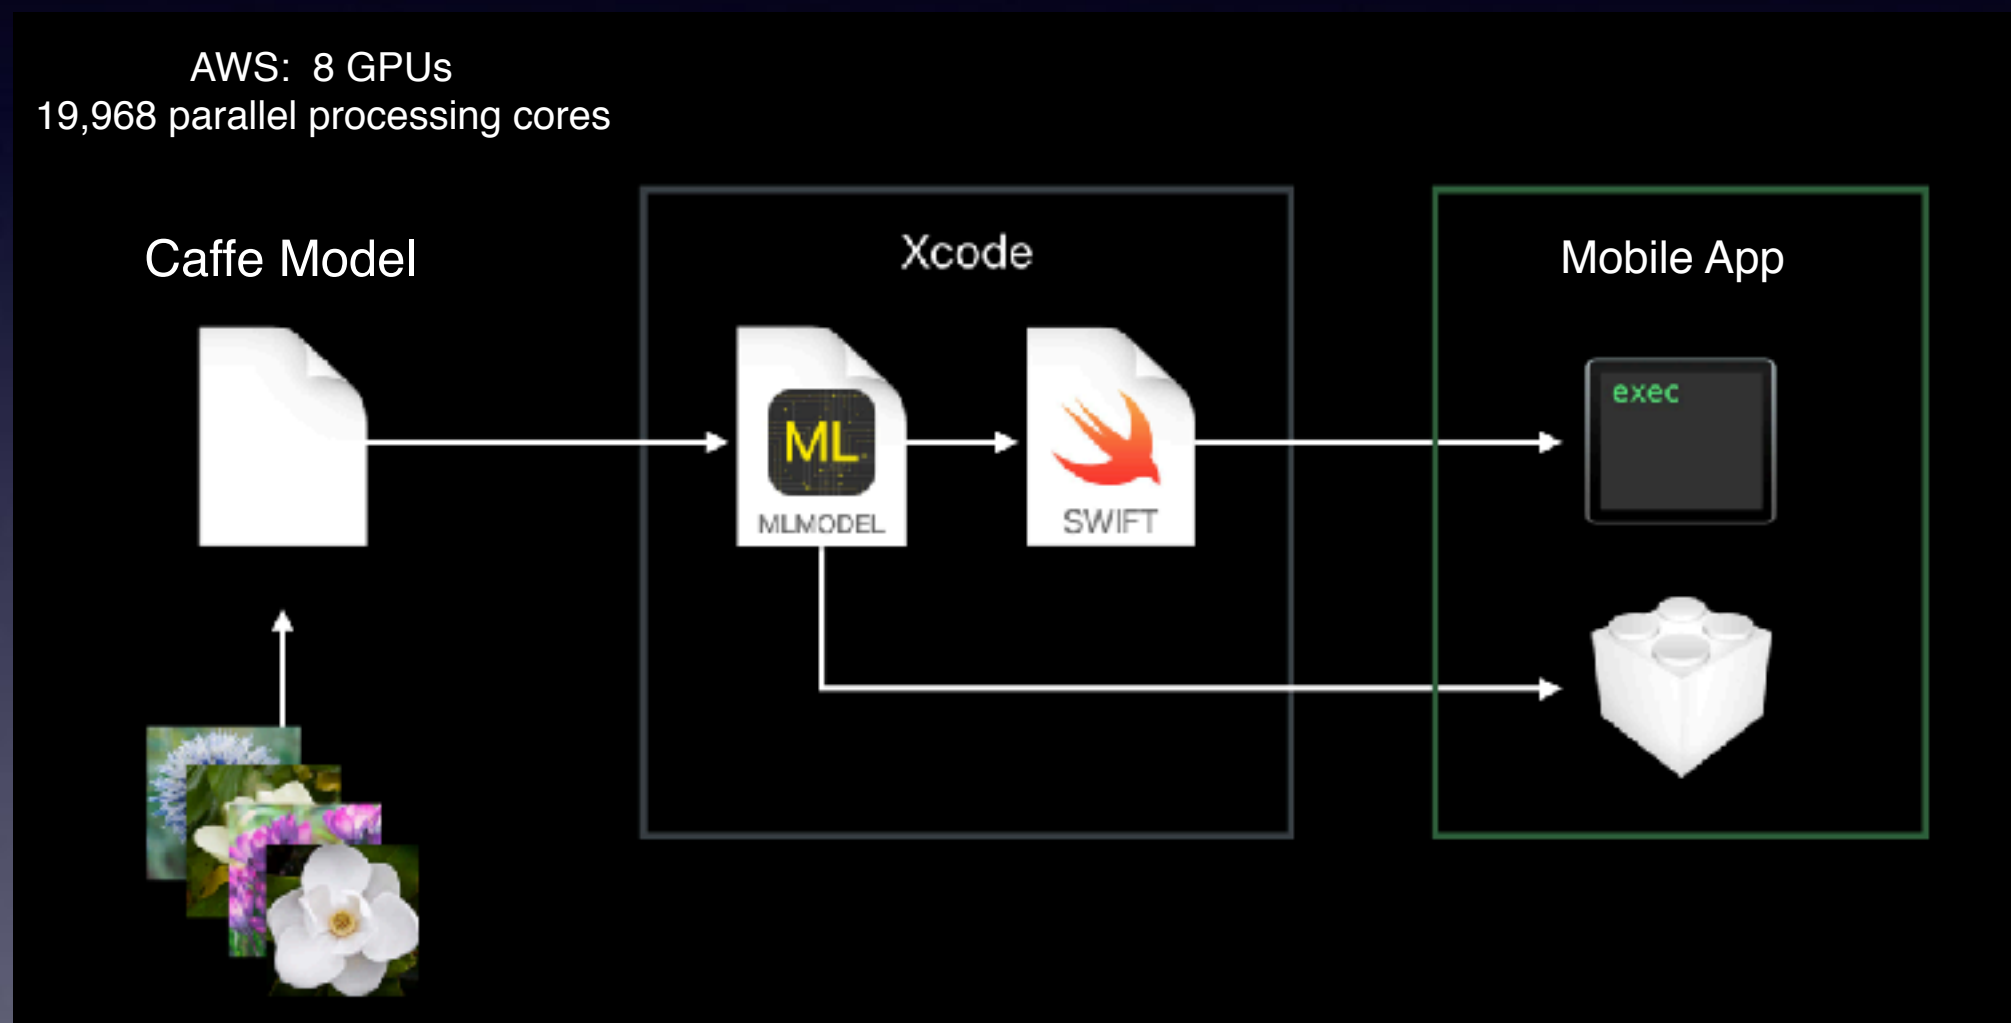 AWS:  8 GPUs
19,968 parallel processing cores
Caffe Model
Xcode
Mobile App
ML
MLMODEL
SWIFT
exec